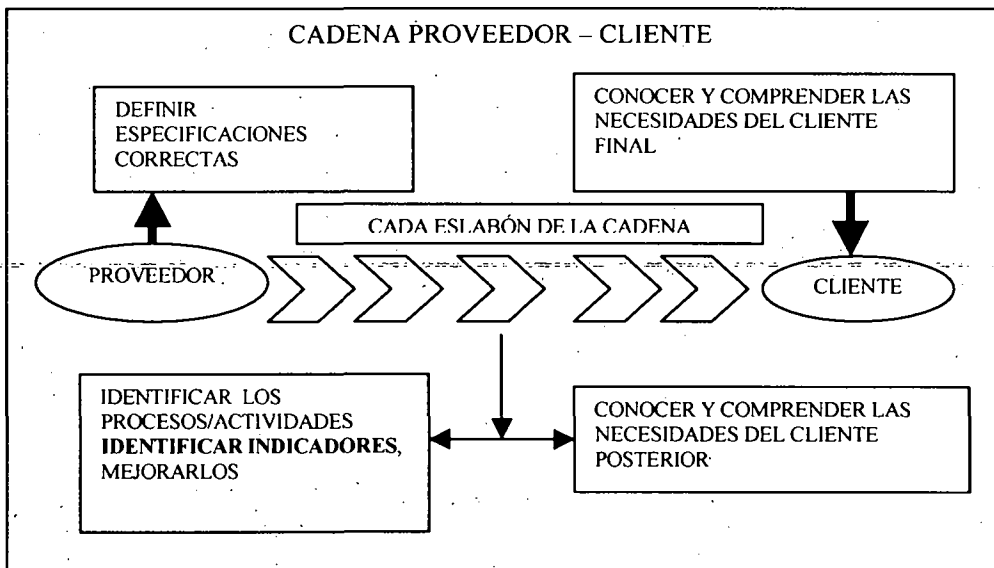 CADENA PROVEEDOR – CLIENTE
DEFINIR
ESPECIFICACIONES
CORRECTAS
CONOCER Y COMPRENDER LAS
NECESIDADES DEL CLIENTE
FINAL
CADA ESLABÓN DE LA CADENA
PROVEEDOR
CLIENTE
IDENTIFICAR LOS
PROCESOS/ACTIVIDADES
IDENTIFICAR INDICADORES,
MEJORARLOS
CONOCER Y COMPRENDER LAS
NECESIDADES DEL CLIENTE
POSTERIOR